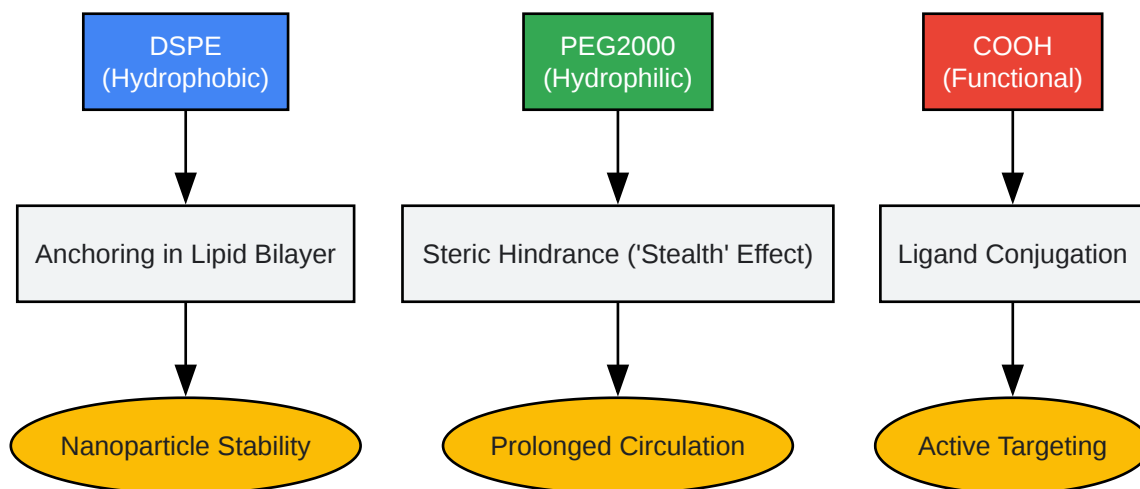 DSPE
(Hydrophobic)
PEG2000
(Hydrophilic)
COOH
(Functional)
Anchoring in Lipid Bilayer
Steric Hindrance ('Stealth' Effect)
Ligand Conjugation
Nanoparticle Stability
Prolonged Circulation
Active Targeting